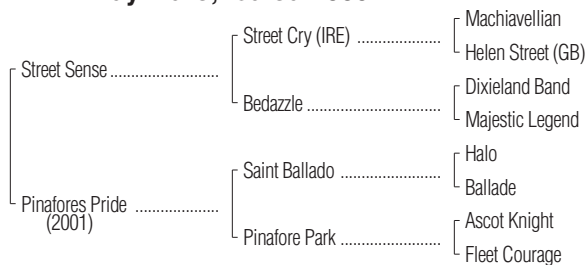 Machiavellian
Street Cry (IRE) ....................
Helen Street (GB)
Street Sense ........................
Dixieland Band
Bedazzle .............................
Majestic Legend
Halo
Saint Ballado ......................
Ballade
Pinafores Pride ..................
(2001)
Ascot Knight
Pinafore Park .....................
Fleet Courage